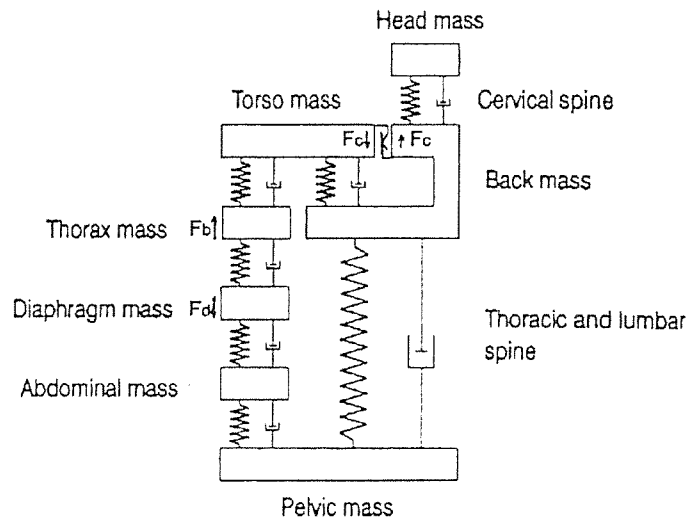 Head mass
Torso mass
Cervical spine
Fc
Fc
Back mass
Thorax mass
Fb
Diaphragm mass
Fd
Thoracic and lumbar
spine
Abdominal mass
Pelvic mass